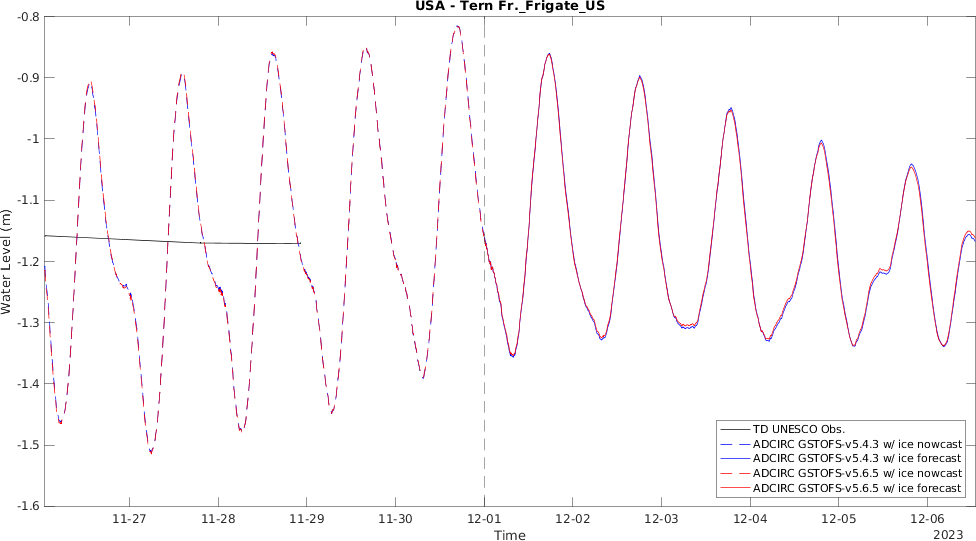 USA - Tern Fr._Frigate_US
-0.8
-0.9
-1
-1.1
-1.2
-1.3
-1.4
-1.5
-1.6
Water Level (m)
TD UNESCO Obs.
ADCIRC GSTOFS-v5.4.3 w/ ice nowcast
ADCIRC GSTOFS-v5.4.3 w/ ice forecast
ADCIRC GSTOFS-v5.6.5 w/ ice nowcast
ADCIRC GSTOFS-v5.6.5 w/ ice forecast
11-27 11-28 11-29 11-30 12-01 12-02 12-03 12-04 12-05 12-06
Time
2023